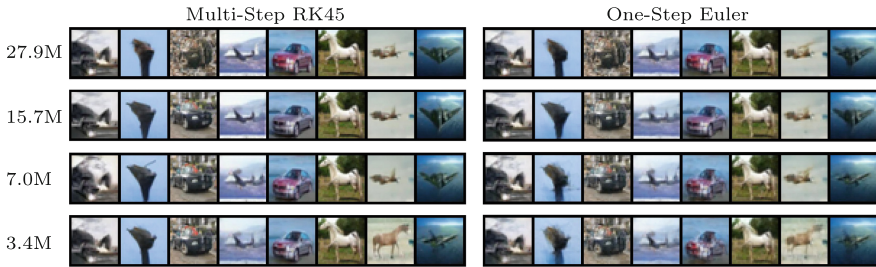 Multi-Step RK45 One-Step Euler
27.9M
15.7M
7.0M
3.4M